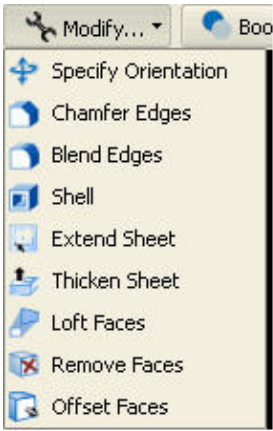 Modify... Boo
Specify Orientation
Chamfer Edges
Blend Edges
Shell
Extend Sheet
Thicken Sheet
Loft Faces
Remove Faces
Offset Faces